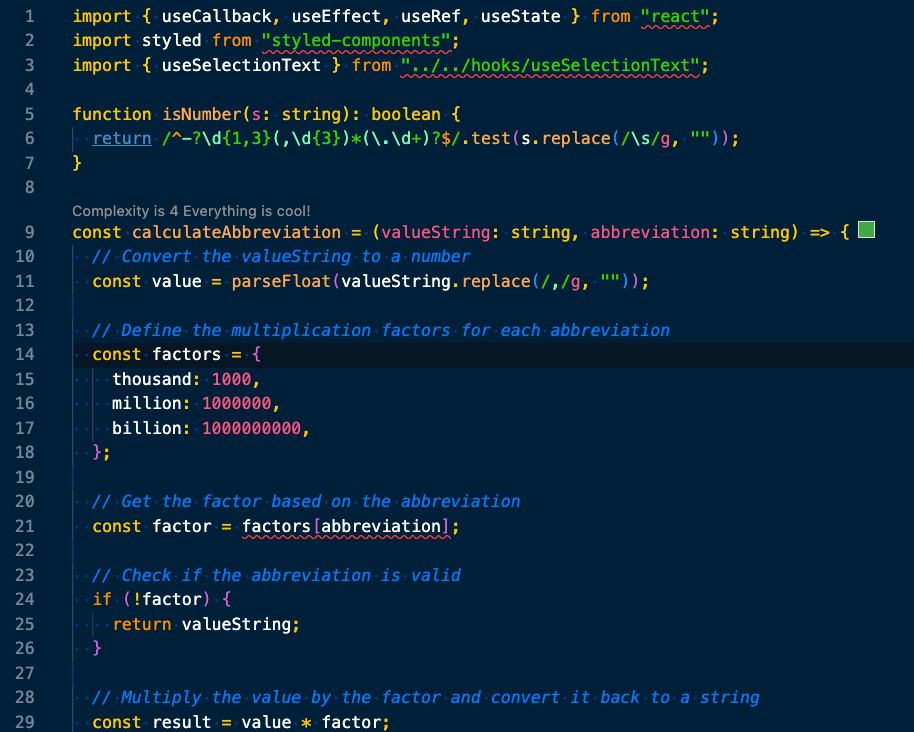 1 import { useCallback, useEffect, useRef, useState } from "react";
2 import styled from "styled-components";
3 import { useSelectionText } from "../../hooks/useSelectionText";
4
5 function isNumber(s: string): boolean {
6   return /^-?\d{1,3}(,\d{3})*(\.\d+)?$/.test(s.replace(/\s/g, ""));
7 }
8
Complexity is 4 Everything is cool!
9 const calculateAbbreviation = (valueString: string, abbreviation: string) => {
10   // Convert the valueString to a number
11   const value = parseFloat(valueString.replace(/,/g, ""));
12
13   // Define the multiplication factors for each abbreviation
14   const factors = {
15     thousand: 1000,
16     million: 1000000,
17     billion: 1000000000,
18   };
19
20   // Get the factor based on the abbreviation
21   const factor = factors[abbreviation];
22
23   // Check if the abbreviation is valid
24   if (!factor) {
25     return valueString;
26   }
27
28   // Multiply the value by the factor and convert it back to a string
29   const result = value * factor;